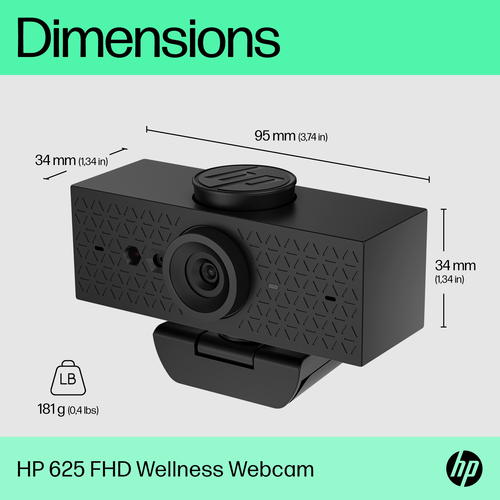 Dimensions
95 mm (3,74 in)
34 mm (1,34 in)
34 mm
(1,34 in)
LB
181 g (0,4 lbs)
HP 625 FHD Wellness Webcam
hp